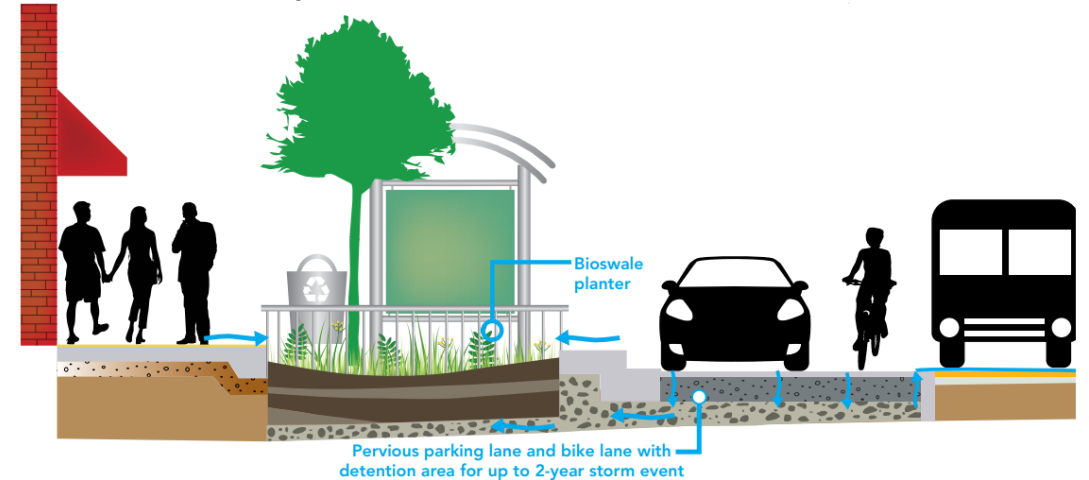 Bioswale
planter
Pervious parking lane and bike lane with
detention area for up to 2-year storm event